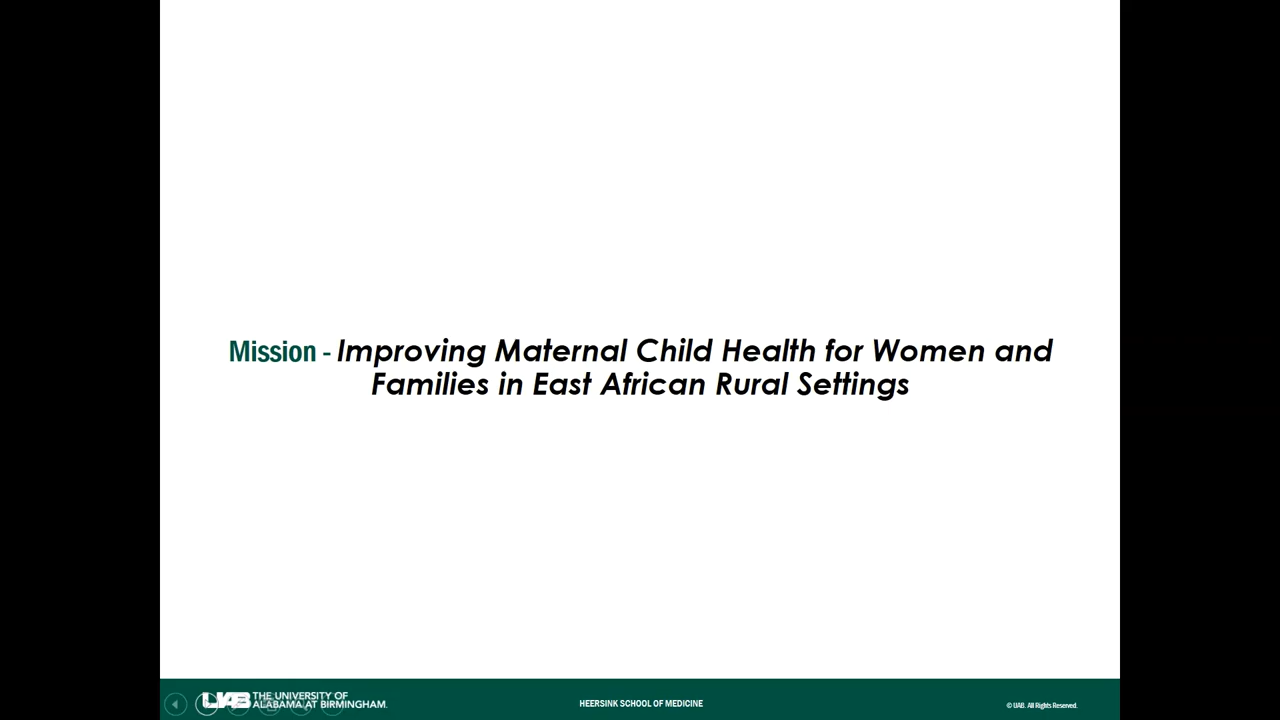 Mission - Improving Maternal Child Health for Women and
Families in East African Rural Settings
UAB THE UNIVERSITY OF
ALABAMA AT BIRMINGHAM.
HEERSINK SCHOOL OF MEDICINE
© UAB. All Rights Reserved.